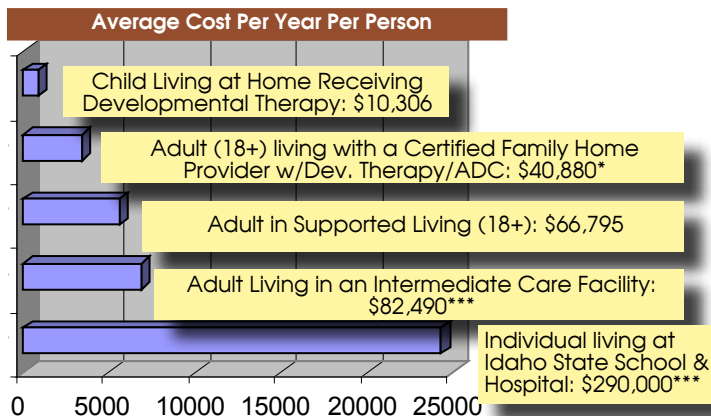 Average Cost Per Year Per Person
Child Living at Home Receiving
Developmental Therapy: $10,306
Adult (18+) living with a Certified Family Home
Provider w/Dev. Therapy/ADC: $40,880*
Adult in Supported Living (18+): $66,795
Adult Living in an Intermediate Care Facility:
$82,490***
Individual living at
Idaho State School &
Hospital: $290,000***
0 5000 10000 15000 20000 25000